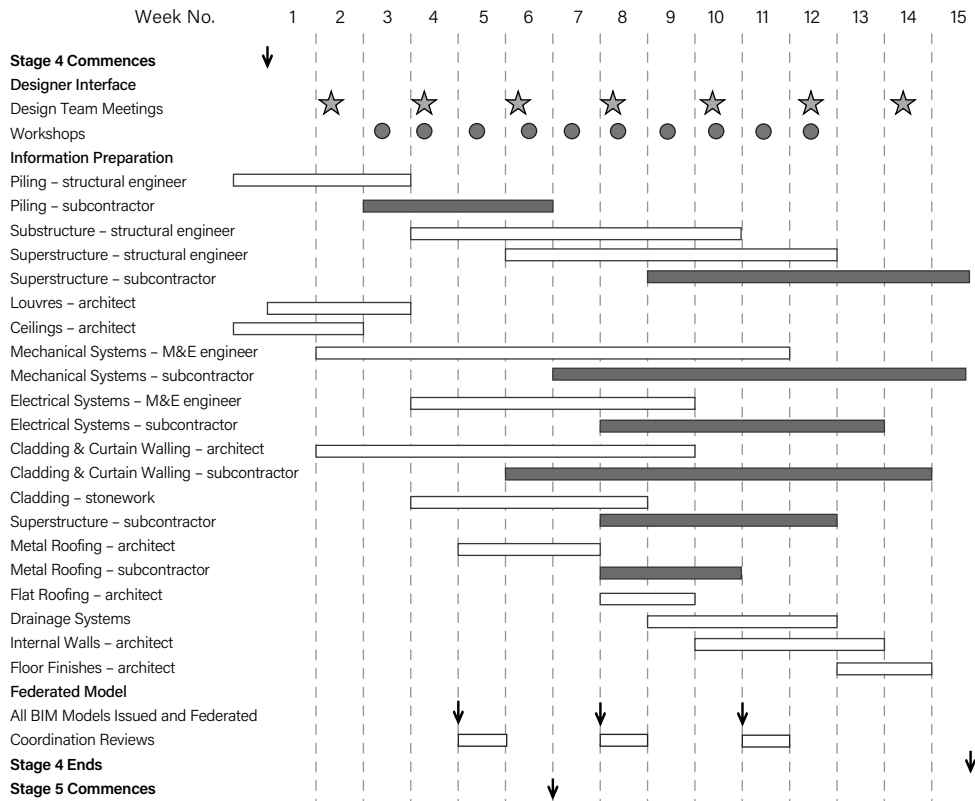 Week No. 1 2 3 4 5 6 7 8 9 10 11 12 13 14 15
Stage 4 Commences
Designer Interface
Design Team Meetings
Workshops
Information Preparation
Piling – structural engineer
Piling – subcontractor
Substructure – structural engineer
Superstructure – structural engineer
Superstructure – subcontractor
Louvres – architect
Ceilings – architect
Mechanical Systems – M&E engineer
Mechanical Systems – subcontractor
Electrical Systems – M&E engineer
Electrical Systems – subcontractor
Cladding & Curtain Walling – architect
Cladding & Curtain Walling – subcontractor
Cladding – stonework
Superstructure – subcontractor
Metal Roofing – architect
Metal Roofing – subcontractor
Flat Roofing – architect
Drainage Systems
Internal Walls – architect
Floor Finishes – architect
Federated Model
All BIM Models Issued and Federated
Coordination Reviews
Stage 4 Ends
Stage 5 Commences